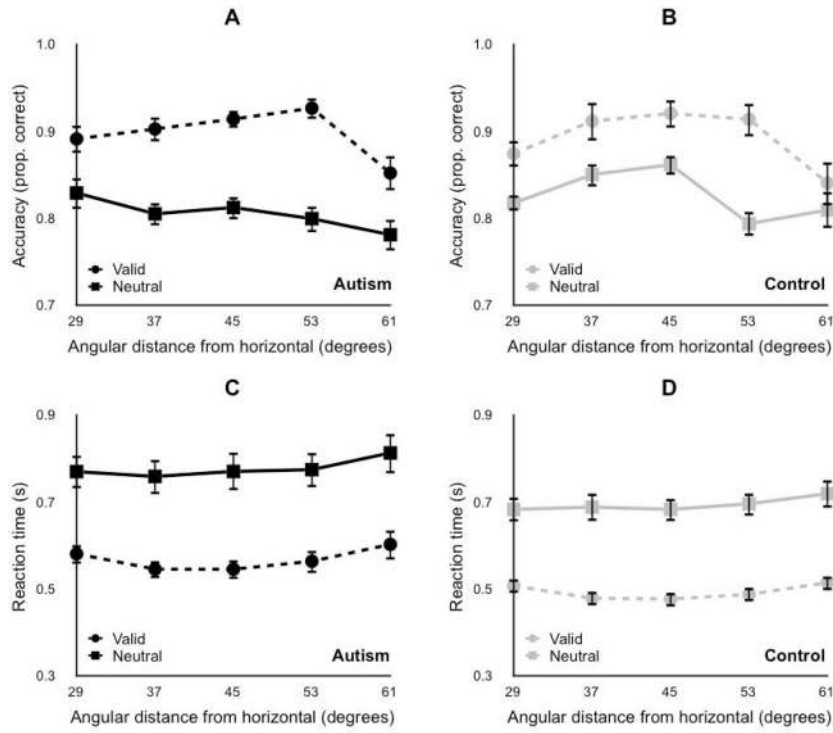 A
Accuracy (prop. correct)
1.0
0.9
0.8
0.7
Valid
Neutral
Autism
29 37 45 53 61
Angular distance from horizontal (degrees)
B
Accuracy (prop. correct)
1.0
0.9
0.8
0.7
Valid
Neutral
Control
29 37 45 53 61
Angular distance from horizontal (degrees)
C
Reaction time (s)
0.9
0.7
0.5
0.3
Valid
Neutral
Autism
29 37 45 53 61
Angular distance from horizontal (degrees)
D
Reaction time (s)
0.9
0.7
0.5
0.3
Valid
Neutral
Control
29 37 45 53 61
Angular distance from horizontal (degrees)